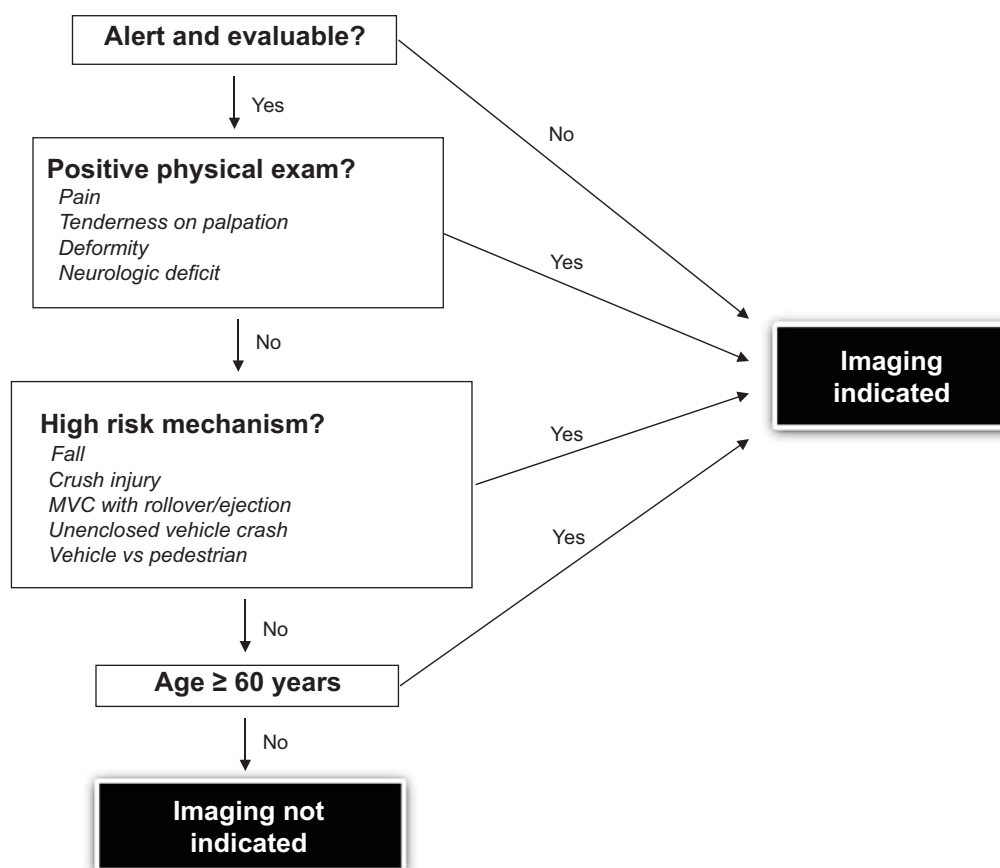 Alert and evaluable?
Yes
No
Positive physical exam?
Pain
Tenderness on palpation
Deformity
Neurologic deficit
Yes
No
Imaging
indicated
High risk mechanism?
Fall
Crush injury
MVC with rollover/ejection
Unenclosed vehicle crash
Vehicle vs pedestrian
Yes
Yes
No
Age ≥ 60 years
No
Imaging not
indicated